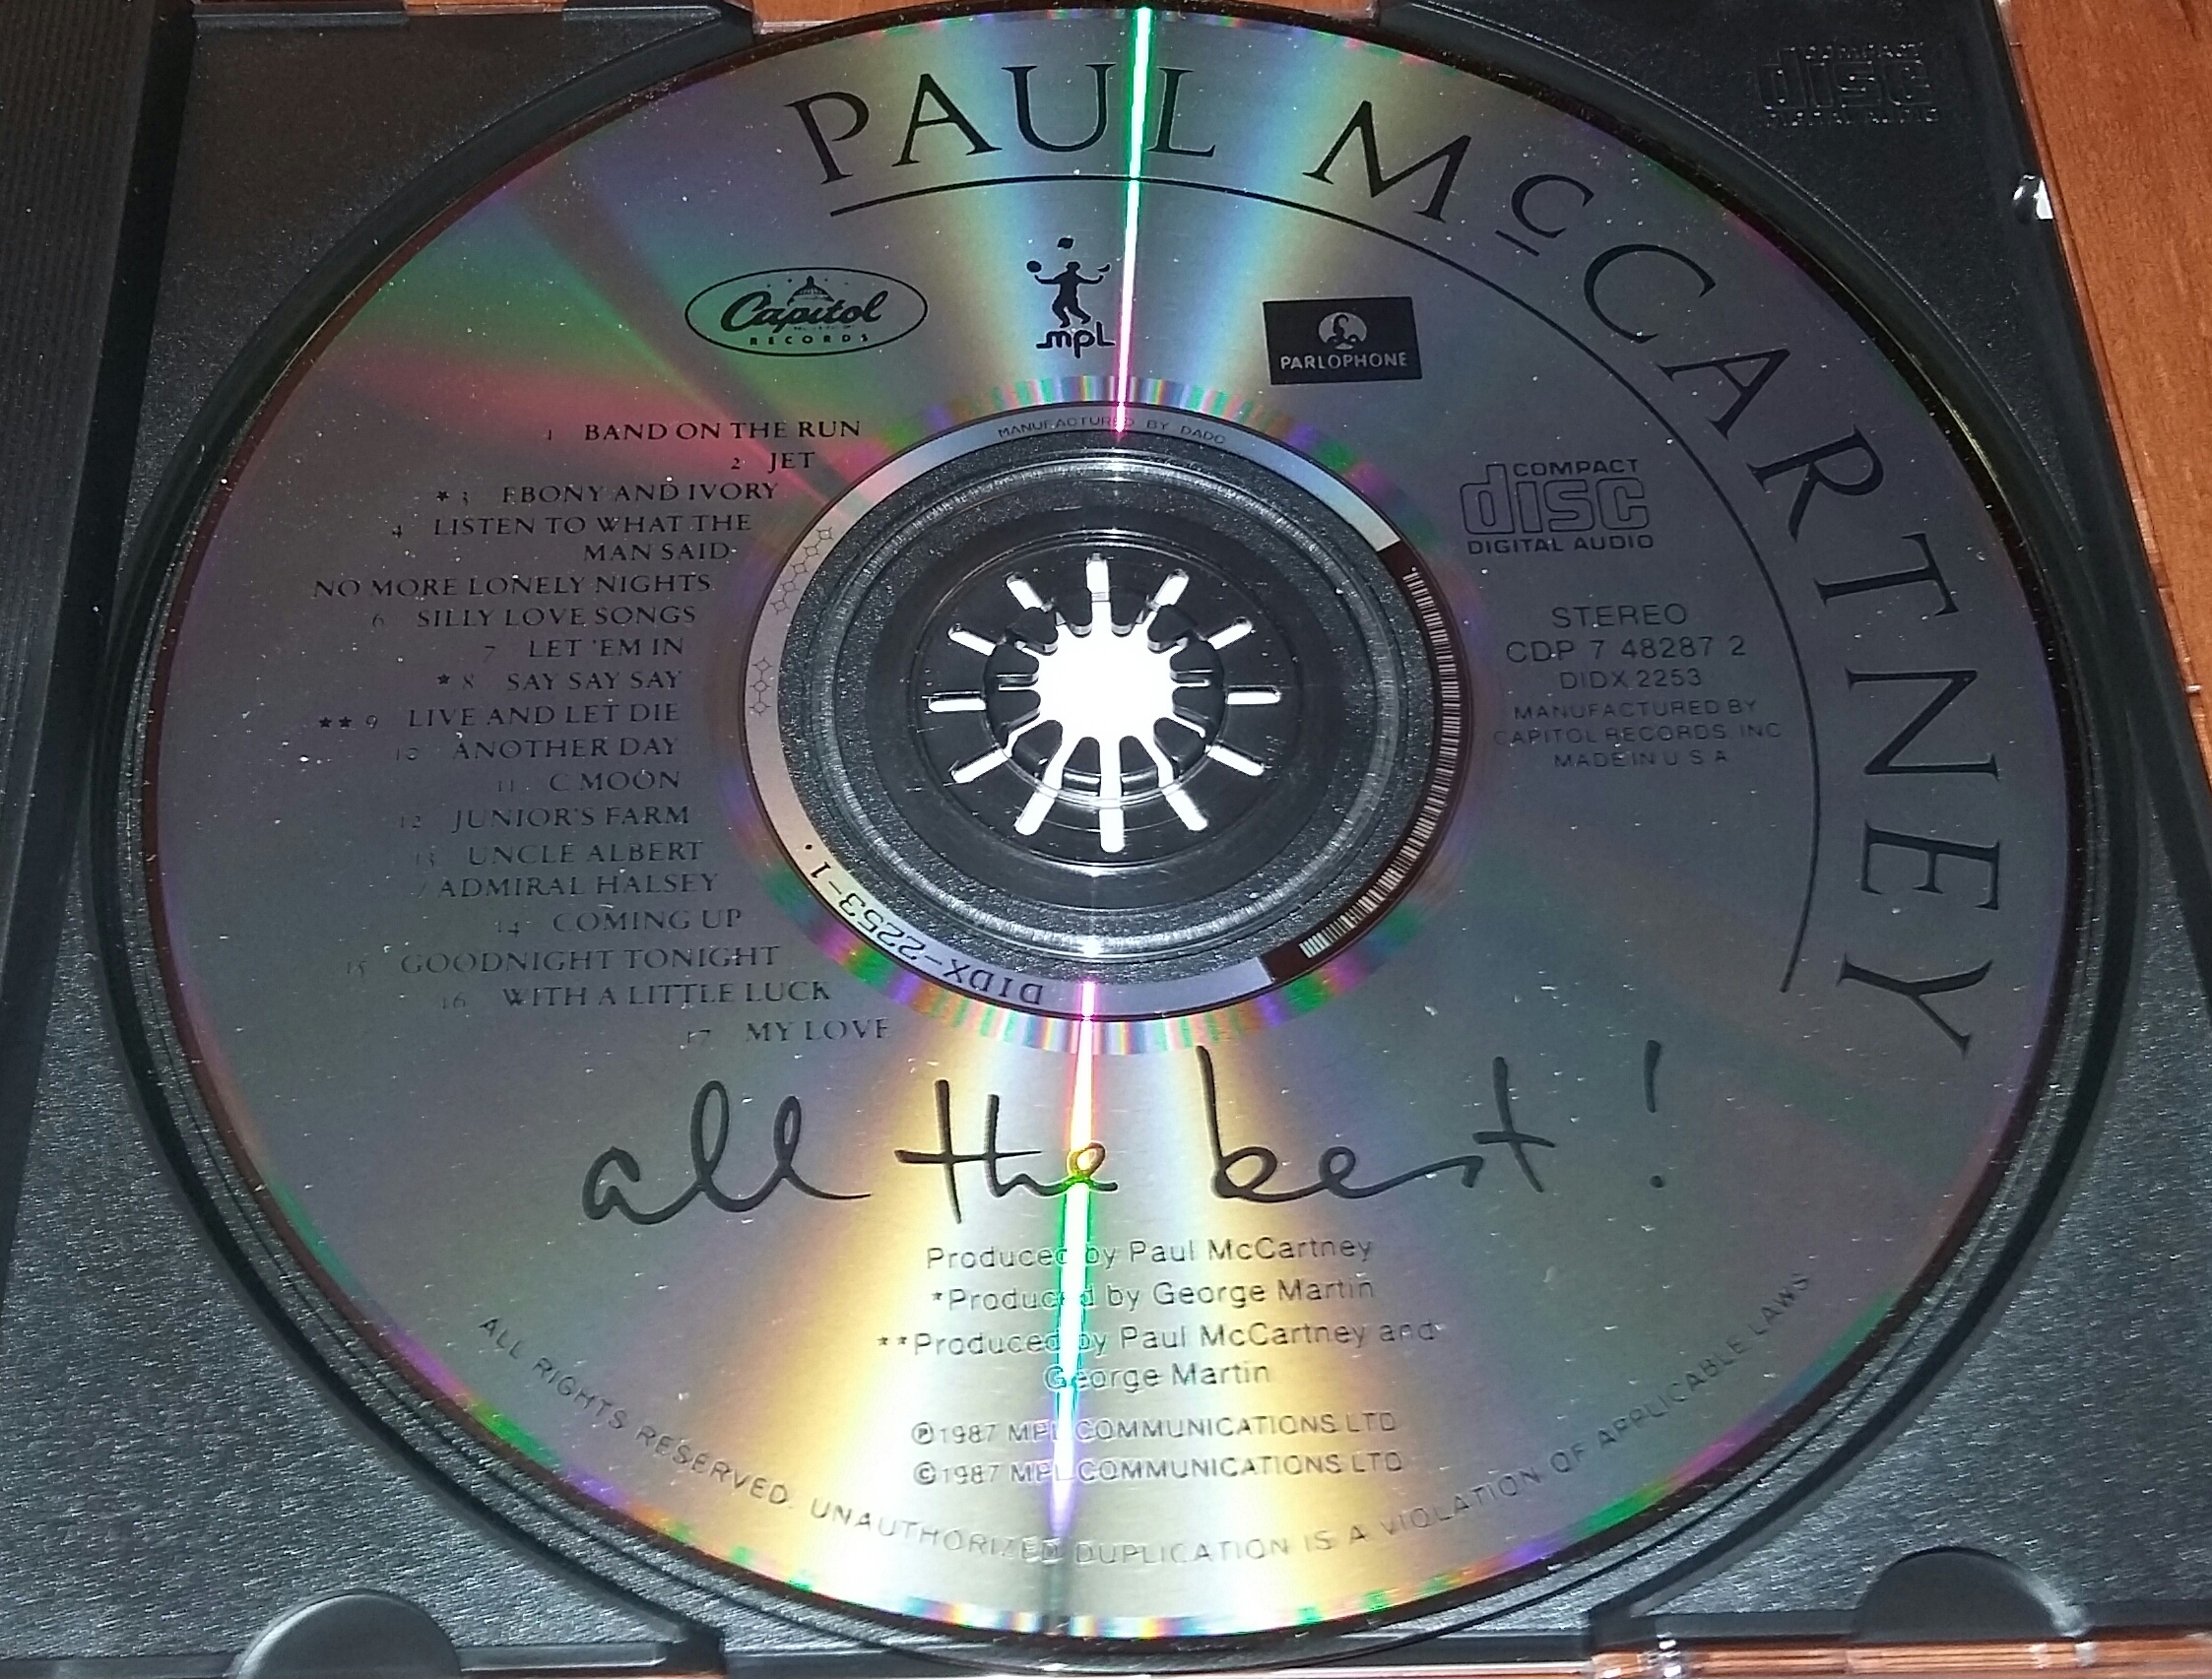 PAUL McCARTNEY
Capitol
RECORDS
mpl
PARLOPHONE
MANUFACTURED BY DADC
1 BAND ON THE RUN
2 JET
* 3 EBONY AND IVORY
4 LISTEN TO WHAT THE
MAN SAID
NO MORE LONELY NIGHTS
6 SILLY LOVE SONGS
7 LET 'EM IN
* 8 SAY SAY SAY
** 9 LIVE AND LET DIE
10 ANOTHER DAY
11 C MOON
12 JUNIOR'S FARM
13 UNCLE ALBERT
/ADMIRAL HALSEY
14 COMING UP
15 GOODNIGHT TONIGHT
16 WITH A LITTLE LUCK
17 MY LOVE
COMPACT
disc
DIGITAL AUDIO
STEREO
CDP 7 48287 2
DIDX 2253
MANUFACTURED BY
CAPITOL RECORDS, INC
MADE IN U S A
DIDX-2253-1
all the best!
Produced by Paul McCartney
*Produced by George Martin
**Produced by Paul McCartney and
George Martin
℗1987 MPL COMMUNICATIONS LTD
©1987 MPL COMMUNICATIONS LTD
ALL RIGHTS RESERVED. UNAUTHORIZED DUPLICATION IS A VIOLATION OF APPLICABLE LAWS
COMPACT
disc